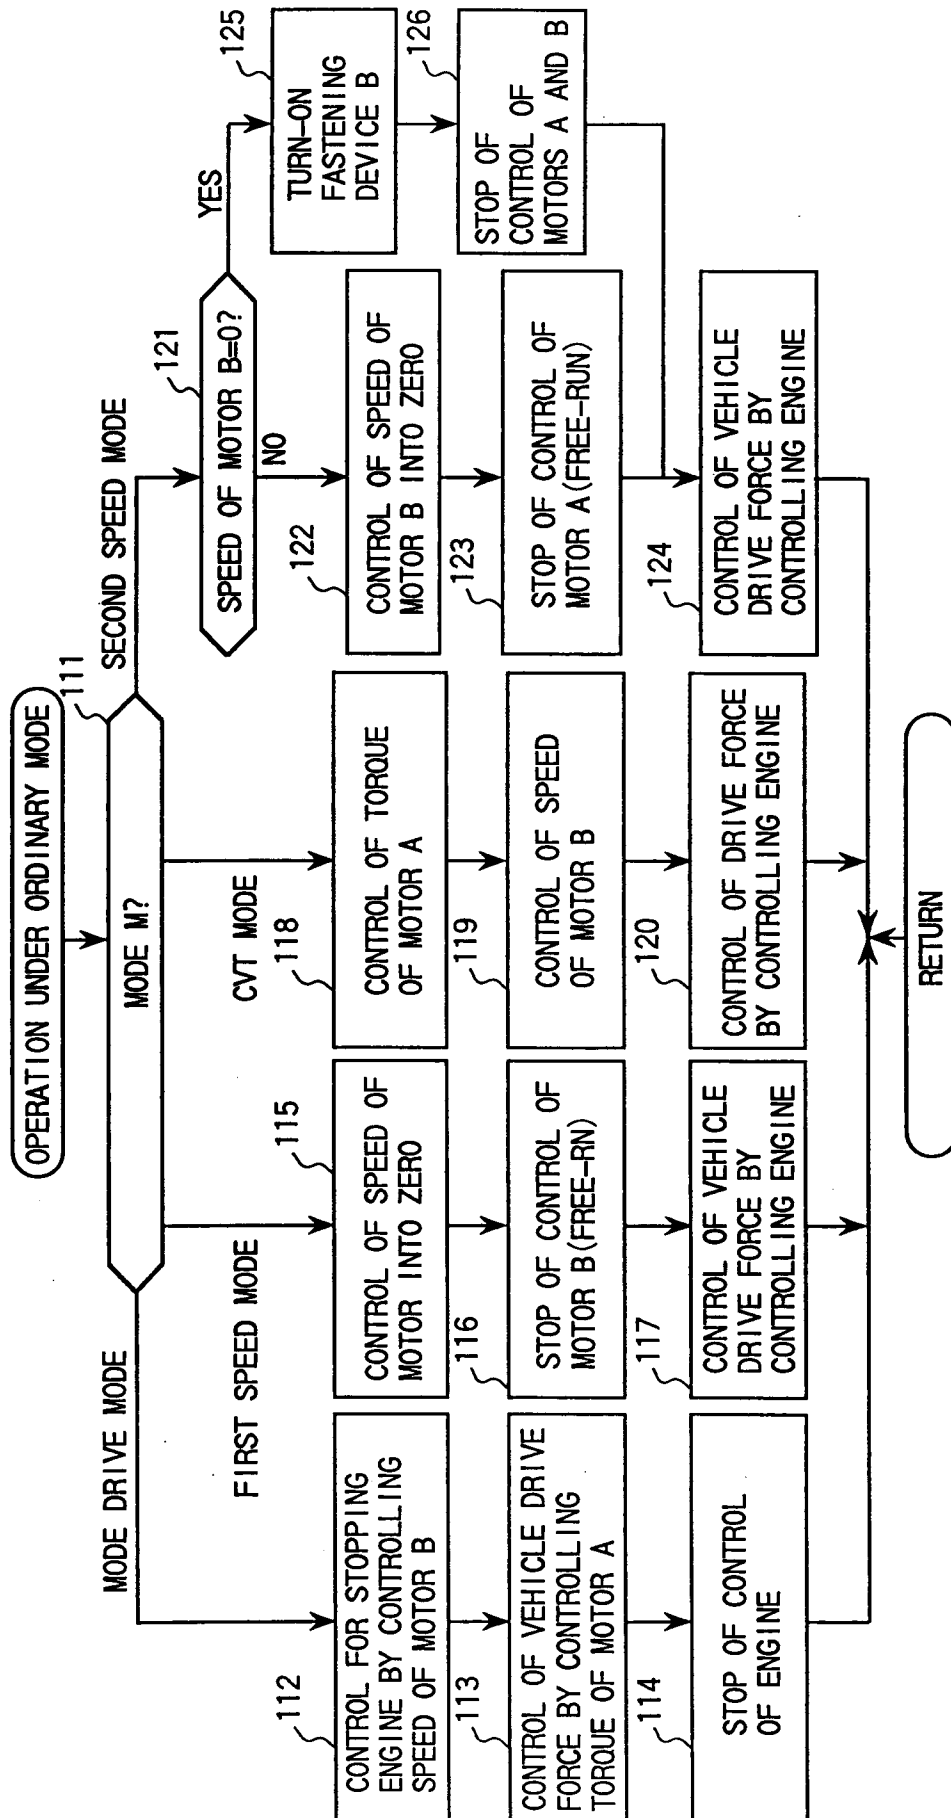 OPERATION UNDER ORDINARY MODE
111
MODE M?
MODE DRIVE MODE
FIRST SPEED MODE
CVT MODE
SECOND SPEED MODE
112
CONTROL FOR STOPPING
ENGINE BY CONTROLLING
SPEED OF MOTOR B
113
CONTROL OF VEHICLE DRIVE
FORCE BY CONTROLLING
TORQUE OF MOTOR A
114
STOP OF CONTROL
OF ENGINE
115
CONTROL OF SPEED OF
MOTOR INTO ZERO
116
STOP OF CONTROL OF
MOTOR B(FREE-RN)
117
CONTROL OF VEHICLE
DRIVE FORCE BY
CONTROLLING ENGINE
118
CONTROL OF TORQUE
OF MOTOR A
119
CONTROL OF SPEED
OF MOTOR B
120
CONTROL OF DRIVE FORCE
BY CONTROLLING ENGINE
121
SPEED OF MOTOR B=0?
NO
YES
122
CONTROL OF SPEED OF
MOTOR B INTO ZERO
123
STOP OF CONTROL OF
MOTOR A(FREE-RUN)
124
CONTROL OF VEHICLE
DRIVE FORCE BY
CONTROLLING ENGINE
125
TURN-ON
FASTENING
DEVICE B
126
STOP OF
CONTROL OF
MOTORS A AND B
RETURN